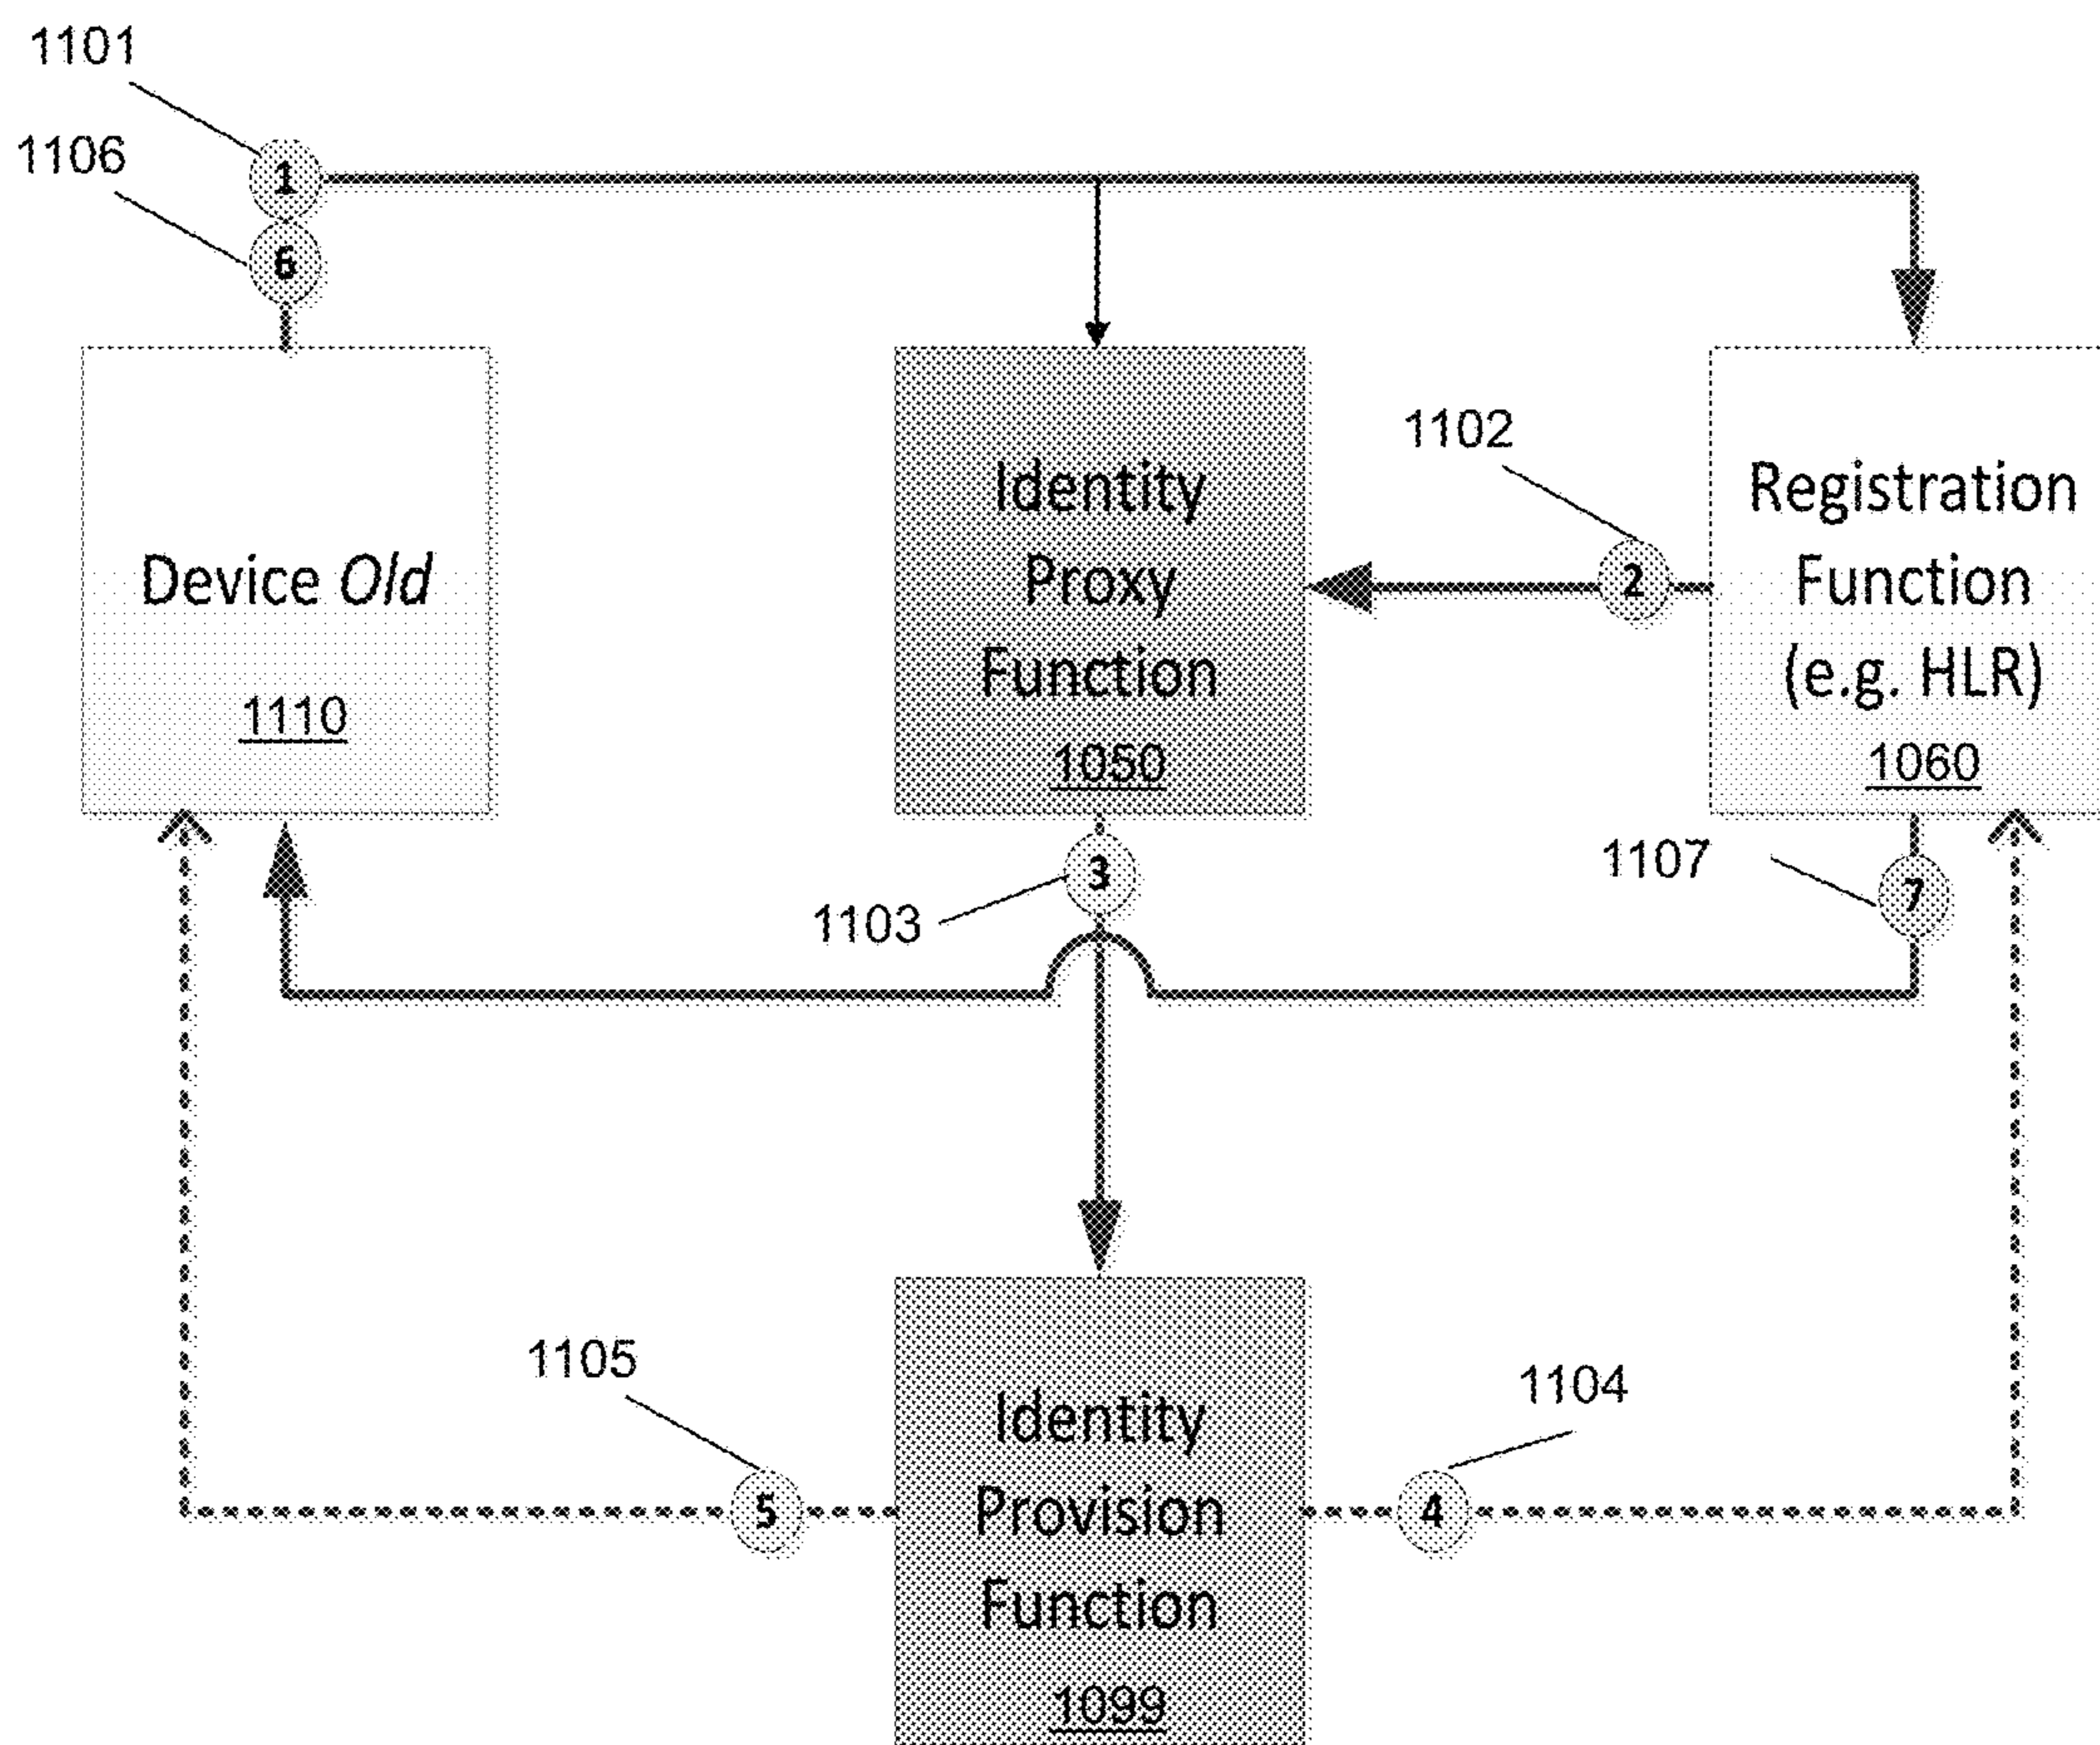 1101
1106
1
6
1102
2
Device Old
1110
Identity
Proxy
Function
1050
Registration
Function
(e.g. HLR)
1060
1103
3
1107
7
1105
5
1104
4
Identity
Provision
Function
1099